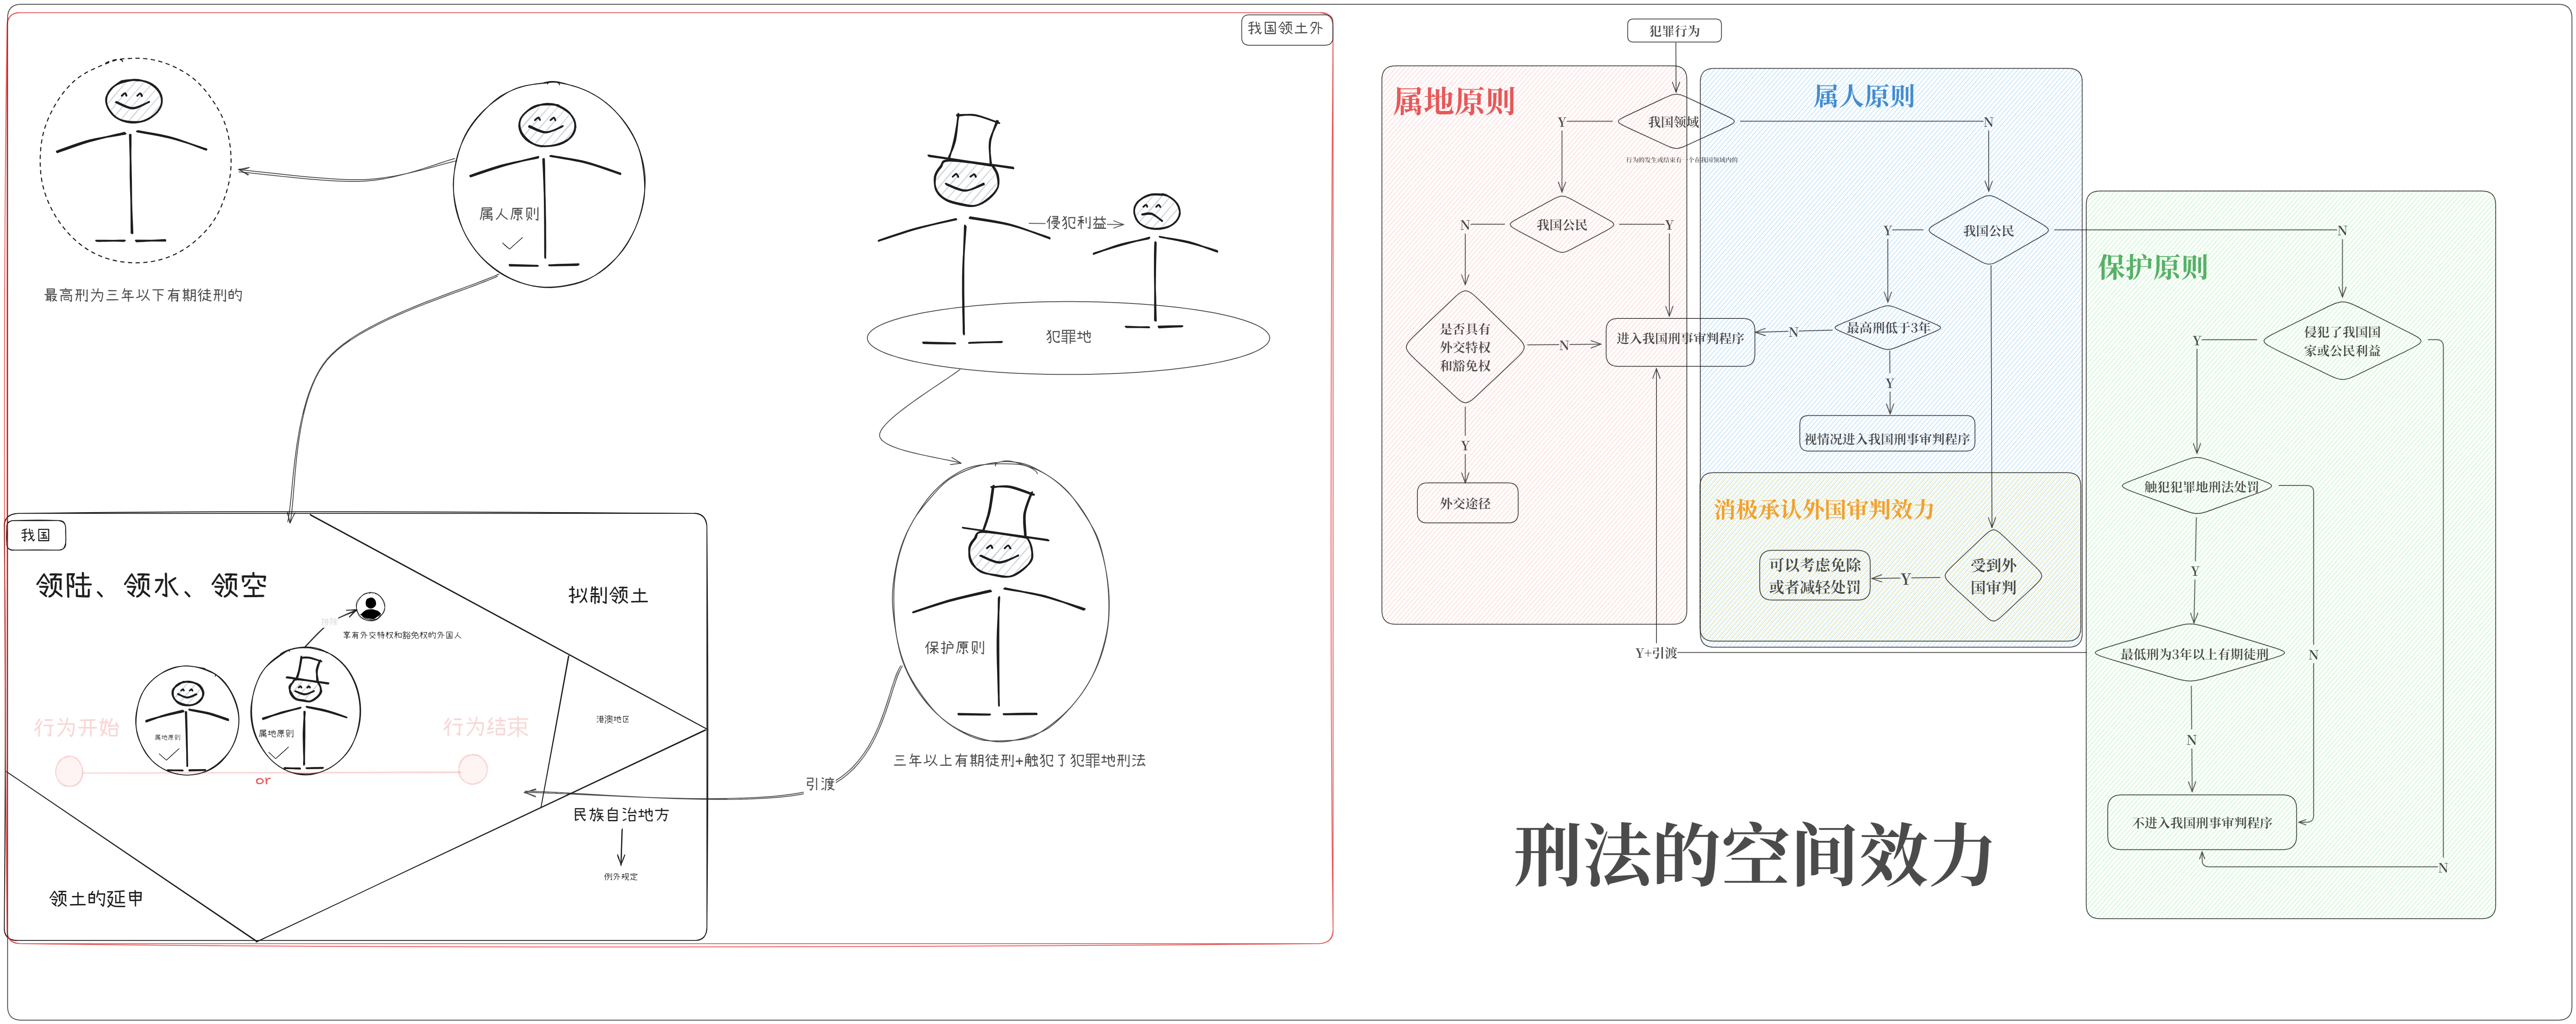 我国领土外
属人原则
最高刑为三年以下有期徒刑的
侵犯利益
犯罪地
保护原则
三年以上有期徒刑+触犯了犯罪地刑法
引渡
我国
领陆、领水、领空
拟制领土
排除
享有外交特权和豁免权的外国人
属地原则
属地原则
行为开始
行为结束
or
港澳地区
民族自治地方
例外规定
领土的延申
犯罪行为
属地原则
属人原则
我国领域
Y
N
行为的发生或结束有一个在我国领域内的
我国公民
N
Y
我国公民
Y
N
保护原则
是否具有
外交特权
和豁免权
N
进入我国刑事审判程序
N
最高刑低于3年
侵犯了我国国
家或公民利益
Y
Y
Y
视情况进入我国刑事审判程序
外交途径
触犯犯罪地刑法处罚
消极承认外国审判效力
可以考虑免除
或者减轻处罚
Y
受到外
国审判
Y
Y+引渡
最低刑为3年以上有期徒刑
N
N
不进入我国刑事审判程序
N
刑法的空间效力